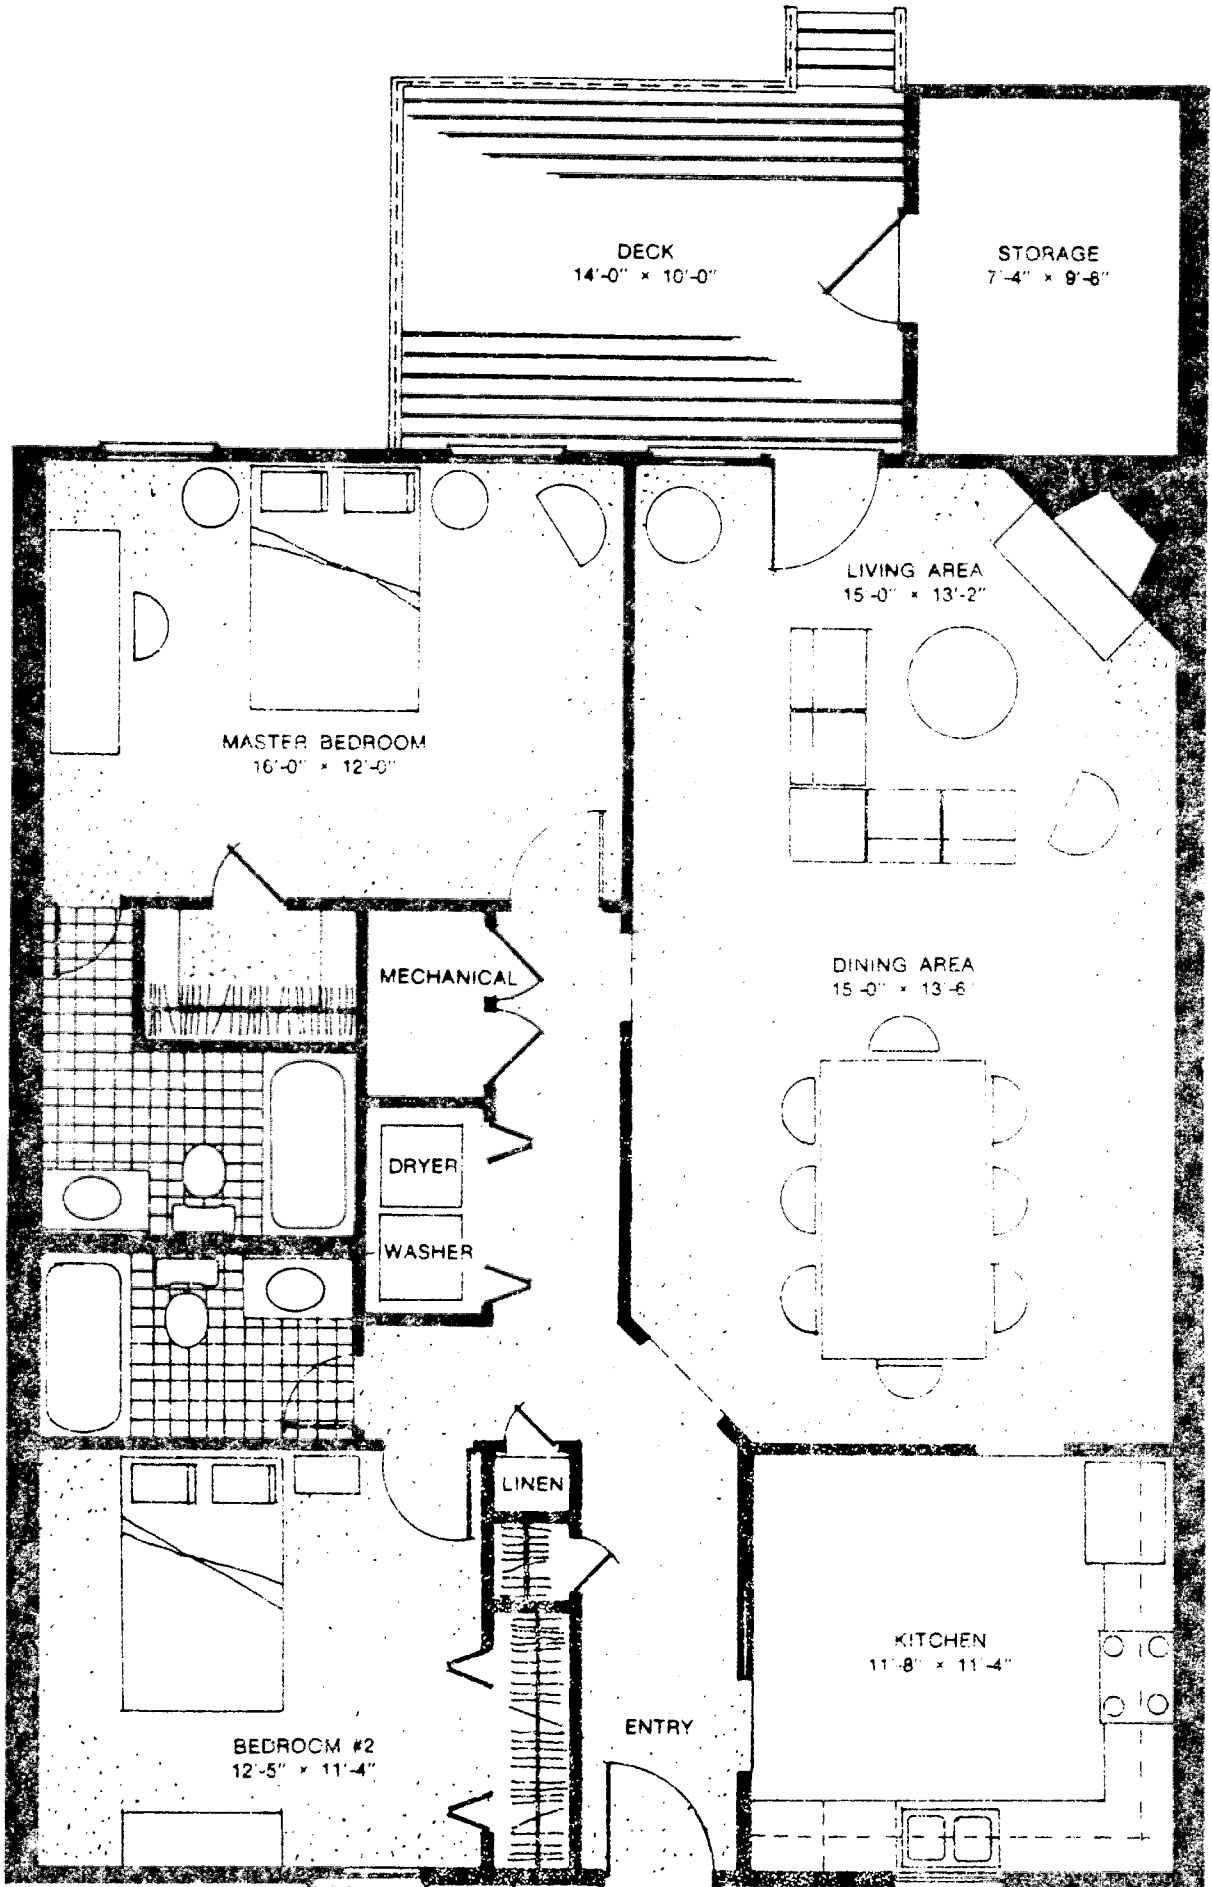 DECK
14'-0" × 10'-0"
STORAGE
7'-4" × 9'-6"
LIVING AREA
15'-0" × 13'-2"
MASTER BEDROOM
16'-0" × 12'-0"
MECHANICAL
DINING AREA
15'-0" × 13'-6
DRYER
WASHER
LINEN
KITCHEN
11'-8" × 11'-4"
ENTRY
BEDROOM #2
12'-5" × 11'-4"